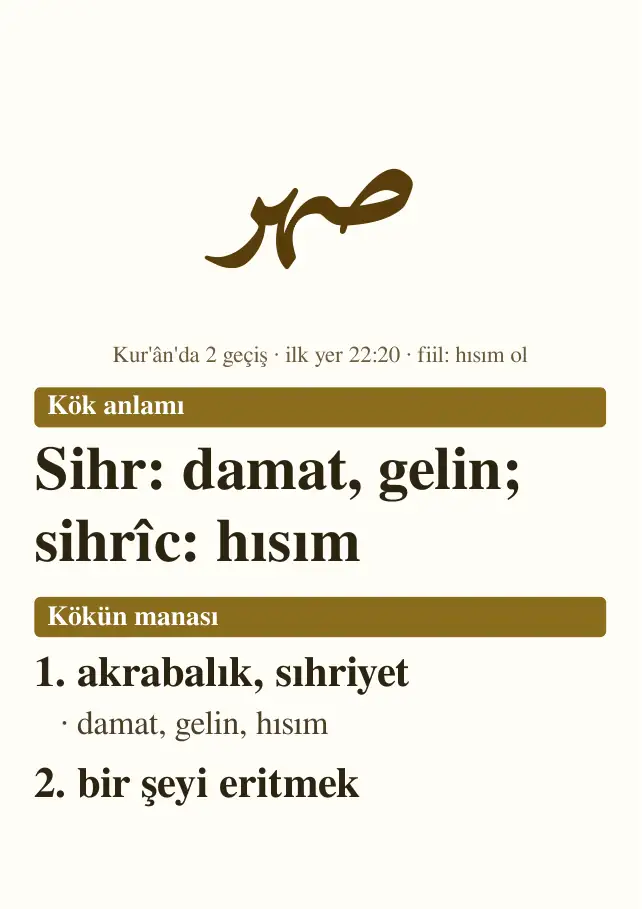 صهر
Kur'ân'da 2 geçiş · ilk yer 22:20 · fiil: hısım ol
Kök anlamı
Sihr: damat, gelin;
sihrîc: hısım
Kökün manası
1. akrabalık, sıhriyet
· damat, gelin, hısım
2. bir şeyi eritmek